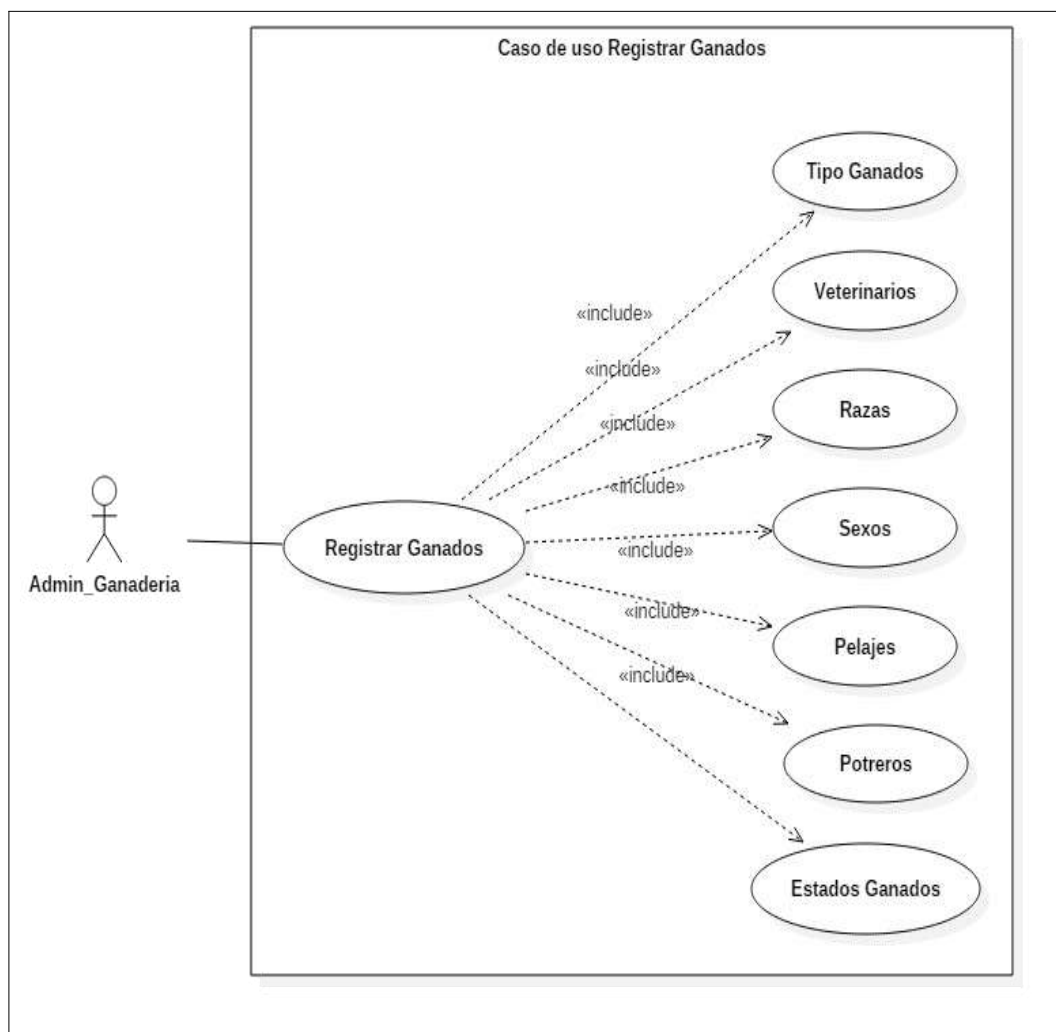 Caso de uso Registrar Ganados
Tipo Ganados
Veterinarios
«include»
«include»
Razas
«include»
«include»
Sexos
Registrar Ganados
«include»
Admin_Ganaderia
«include»
Pelajes
«include»
Potreros
Estados Ganados